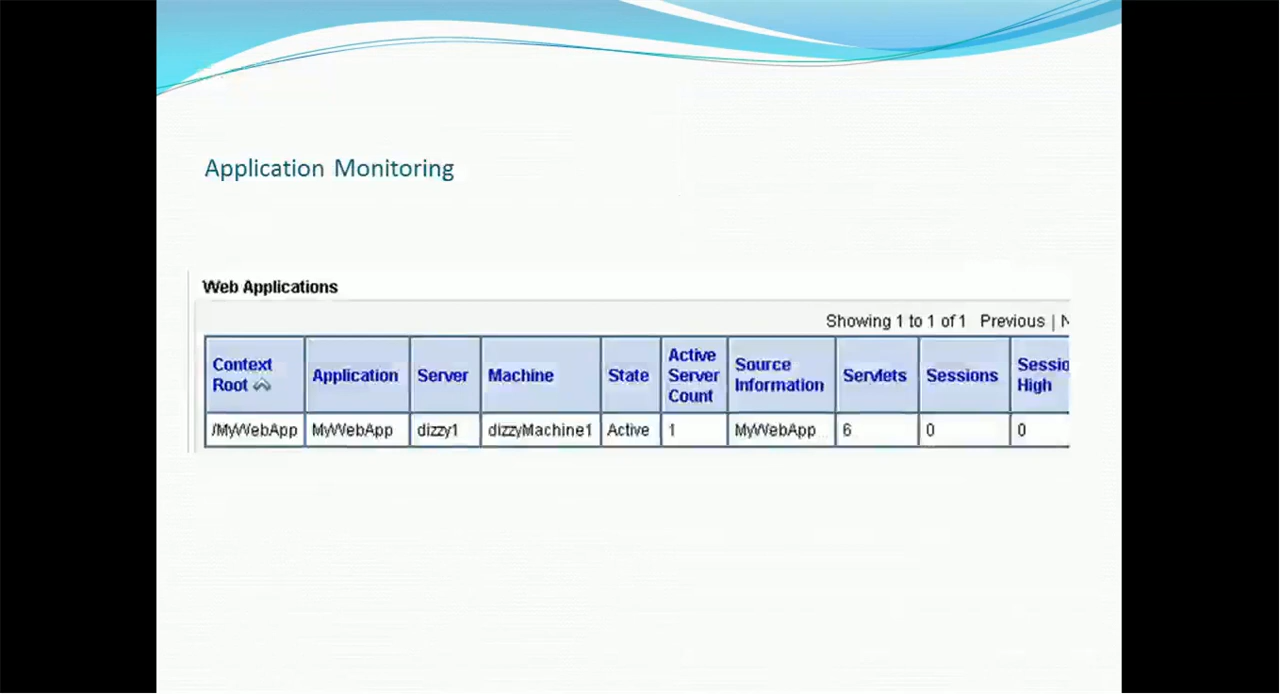 Application Monitoring
Web Applications
Showing 1 to 1 of 1 Previous |
Context Root Application Server Machine State Active Server Count Source Information Servlets Sessions High
/MyWebApp MyWebApp dizzy1 dizzyMachine1 Active 1 MyWebApp 6 0 0